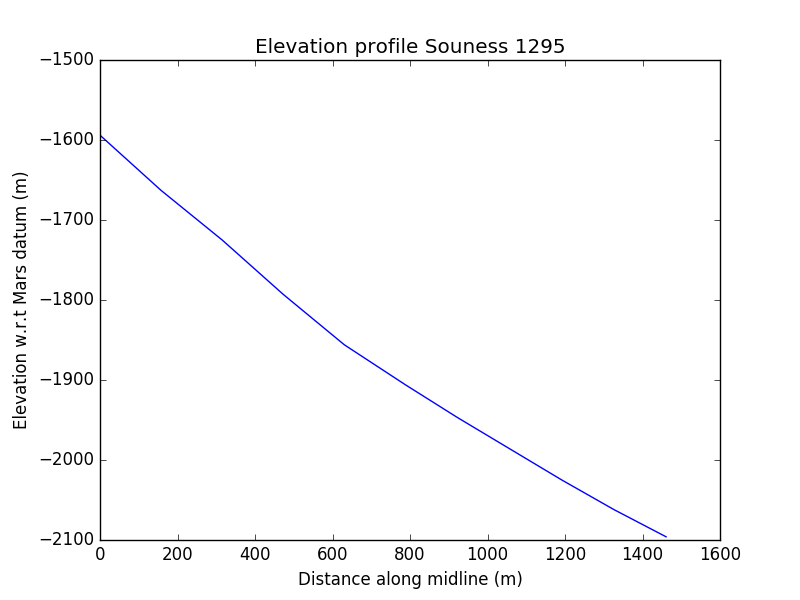 Elevation profile Souness 1295
−1500
−1600
−1700
−1800
−1900
−2000
−2100
Elevation w.r.t Mars datum (m)
0 200 400 600 800 1000 1200 1400 1600
Distance along midline (m)